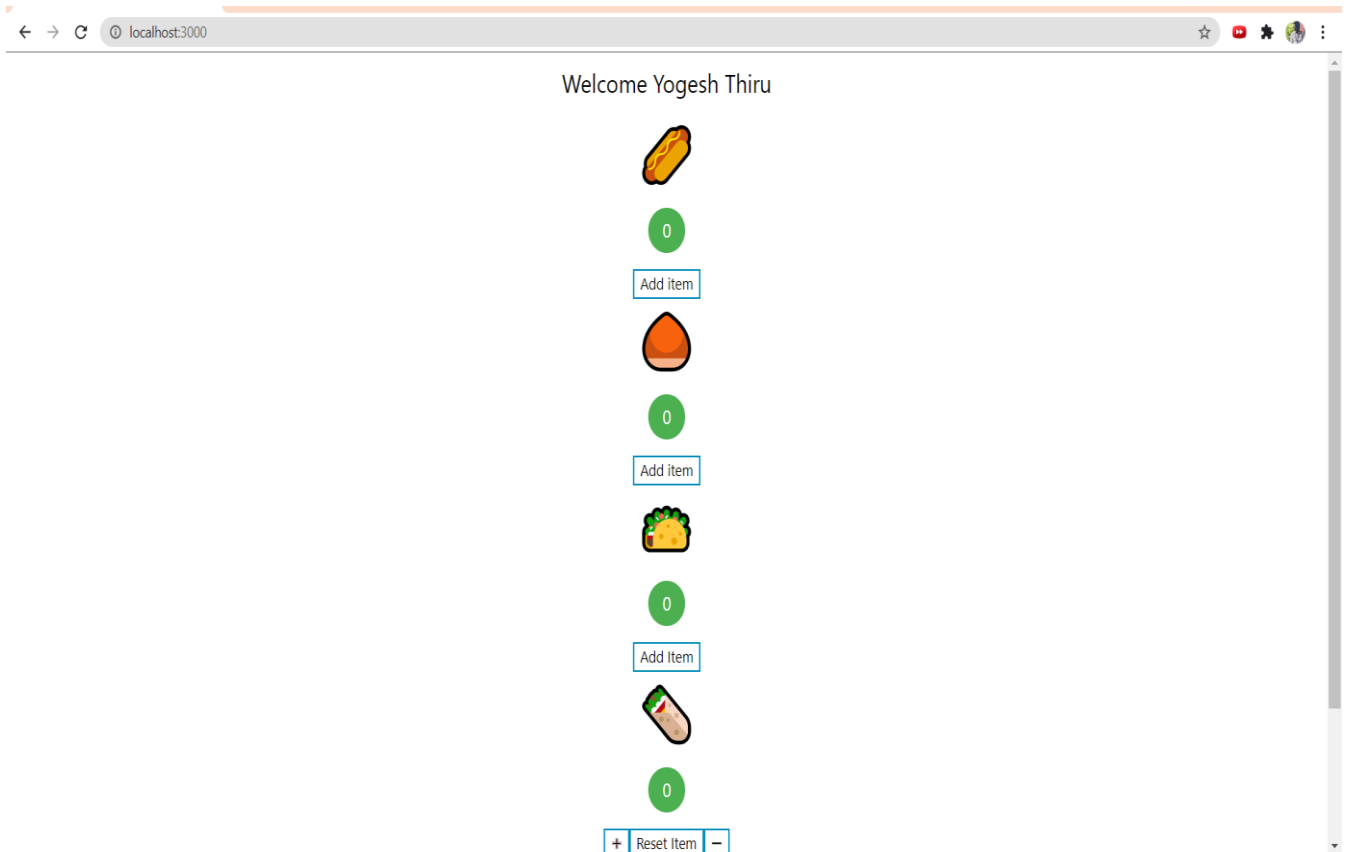 localhost:3000
Welcome Yogesh Thiru
0
Add item
0
Add item
0
Add Item
0
+ Reset Item −